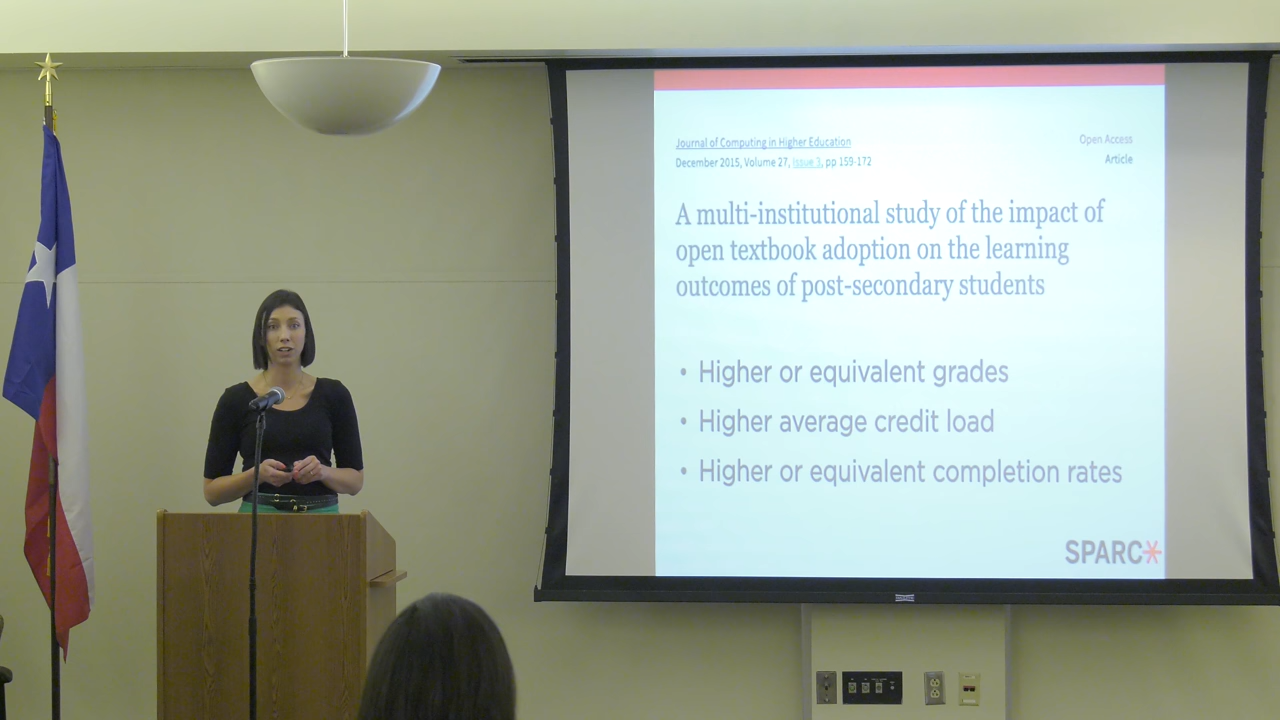 Journal of Computing in Higher Education
Open Access
December 2015, Volume 27, Issue 3, pp 159-172
Article
A multi-institutional study of the impact of
open textbook adoption on the learning
outcomes of post-secondary students
• Higher or equivalent grades
• Higher average credit load
• Higher or equivalent completion rates
SPARC